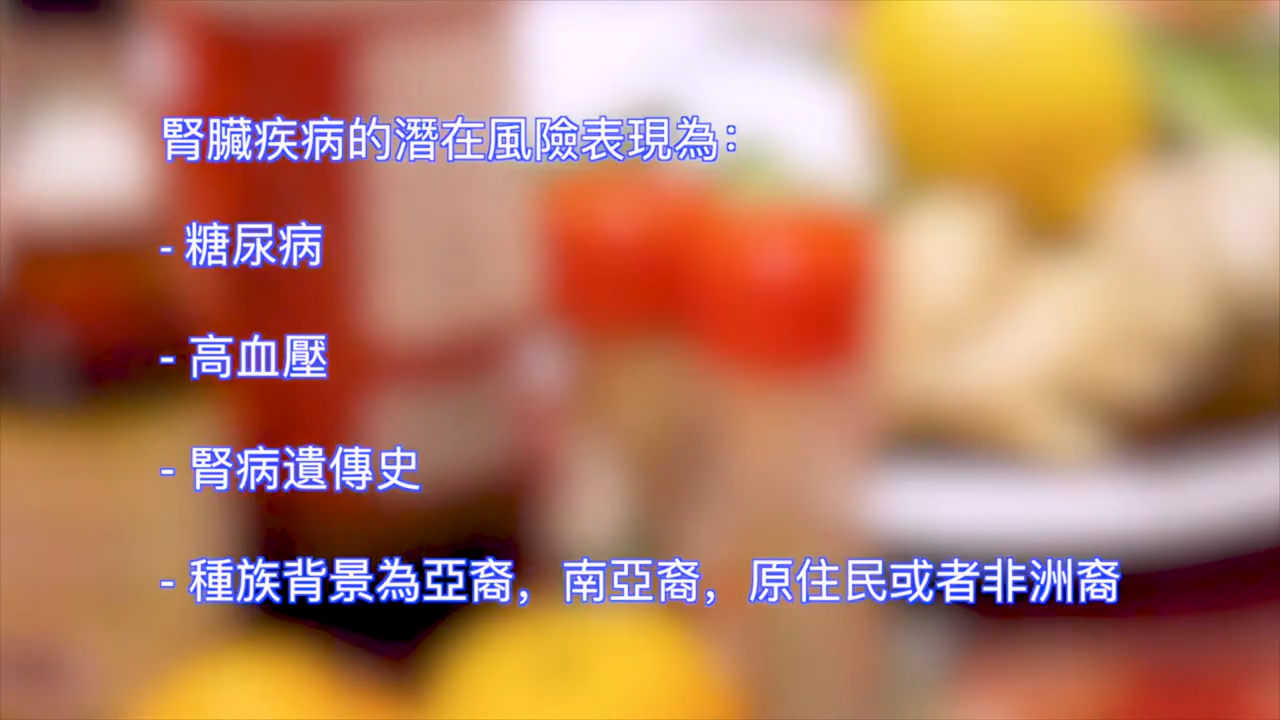 腎臟疾病的潛在風險表現為：
- 糖尿病
- 高血壓
- 腎病遺傳史
- 種族背景為亞裔，南亞裔，原住民或者非洲裔